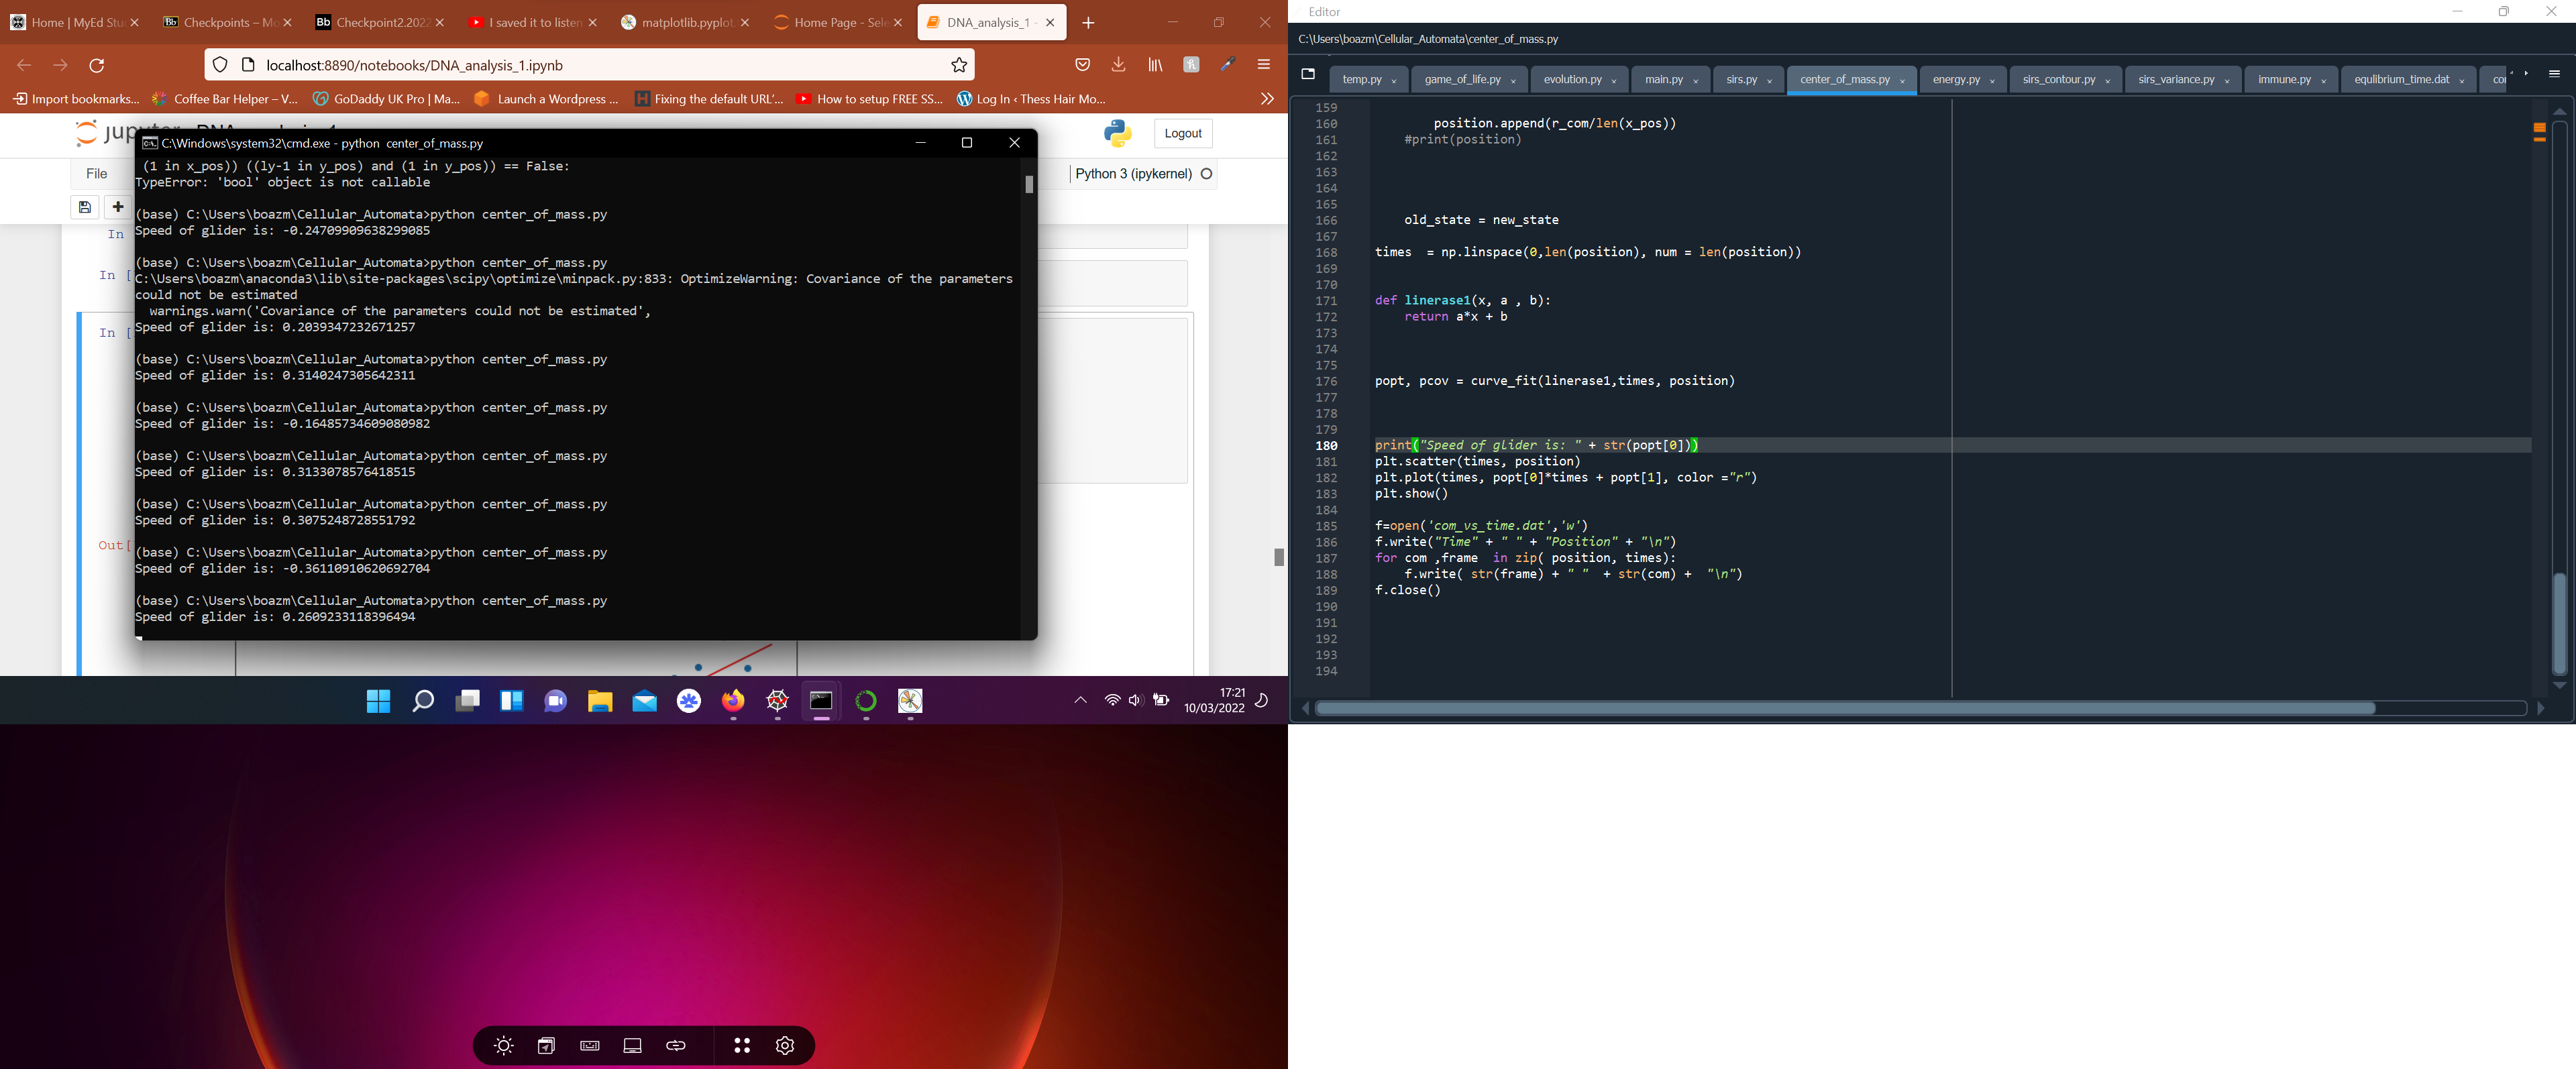 Home | MyEd Stu
Checkpoints – Mo
Checkpoint2.2022
I saved it to listen
matplotlib.pyplot
Home Page - Sele
DNA_analysis_1 -
localhost:8890/notebooks/DNA_analysis_1.ipynb
Import bookmarks...
Coffee Bar Helper – V...
GoDaddy UK Pro | Ma...
Launch a Wordpress ...
Fixing the default URL'...
How to setup FREE SS...
Log In ‹ Thess Hair Mo...
Logout
File
Python 3 (ipykernel)
In
In [
In [
Out[
C:\Windows\system32\cmd.exe - python  center_of_mass.py
(1 in x_pos)) ((ly-1 in y_pos) and (1 in y_pos)) == False:
TypeError: 'bool' object is not callable
(base) C:\Users\boazm\Cellular_Automata>python center_of_mass.py
Speed of glider is: -0.24709909638299085
(base) C:\Users\boazm\Cellular_Automata>python center_of_mass.py
C:\Users\boazm\anaconda3\lib\site-packages\scipy\optimize\minpack.py:833: OptimizeWarning: Covariance of the parameters
could not be estimated
warnings.warn('Covariance of the parameters could not be estimated',
Speed of glider is: 0.2039347232671257
(base) C:\Users\boazm\Cellular_Automata>python center_of_mass.py
Speed of glider is: 0.3140247305642311
(base) C:\Users\boazm\Cellular_Automata>python center_of_mass.py
Speed of glider is: -0.16485734609080982
(base) C:\Users\boazm\Cellular_Automata>python center_of_mass.py
Speed of glider is: 0.3133078576418515
(base) C:\Users\boazm\Cellular_Automata>python center_of_mass.py
Speed of glider is: 0.3075248728551792
(base) C:\Users\boazm\Cellular_Automata>python center_of_mass.py
Speed of glider is: -0.36110910620692704
(base) C:\Users\boazm\Cellular_Automata>python center_of_mass.py
Speed of glider is: 0.2609233118396494
17:21
10/03/2022
Editor
C:\Users\boazm\Cellular_Automata\center_of_mass.py
temp.py
game_of_life.py
evolution.py
main.py
sirs.py
center_of_mass.py
energy.py
sirs_contour.py
sirs_variance.py
immune.py
equlibrium_time.dat
159
160 position.append(r_com/len(x_pos))
161 #print(position)
162
163
164
165
166 old_state = new_state
167
168 times  = np.linspace(0,len(position), num = len(position))
169
170
171 def linerase1(x, a , b):
172 return a*x + b
173
174
175
176 popt, pcov = curve_fit(linerase1,times, position)
177
178
179
180 print("Speed of glider is: " + str(popt[0]))
181 plt.scatter(times, position)
182 plt.plot(times, popt[0]*times + popt[1], color ="r")
183 plt.show()
184
185 f=open('com_vs_time.dat','w')
186 f.write("Time" + " " + "Position" + "\n")
187 for com ,frame  in zip( position, times):
188 f.write( str(frame) + " "  + str(com) +  "\n")
189 f.close()
190
191
192
193
194